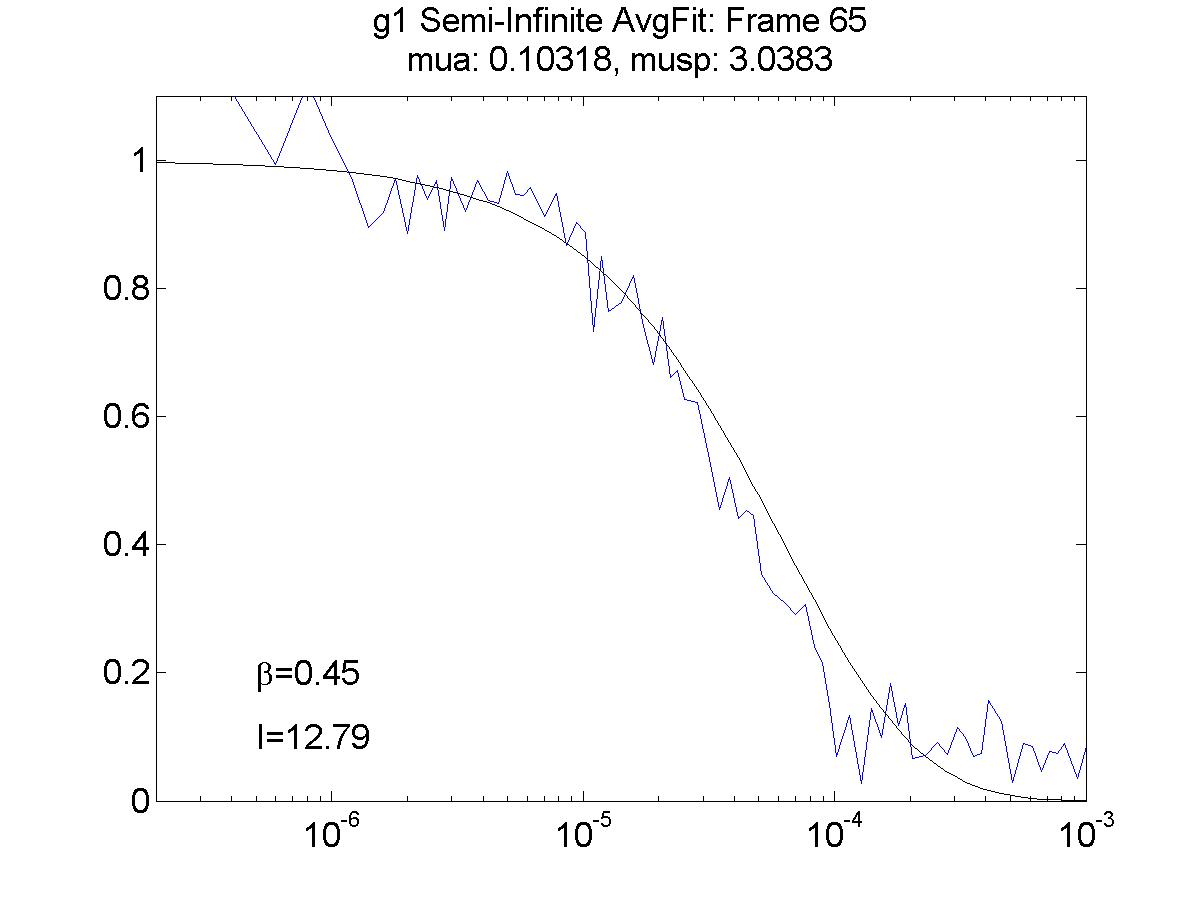 g1 Semi-Infinite AvgFit: Frame 65
mua: 0.10318, musp: 3.0383
1
0.8
0.6
0.4
0.2
0
β=0.45
I=12.79
10^-6
10^-5
10^-4
10^-3